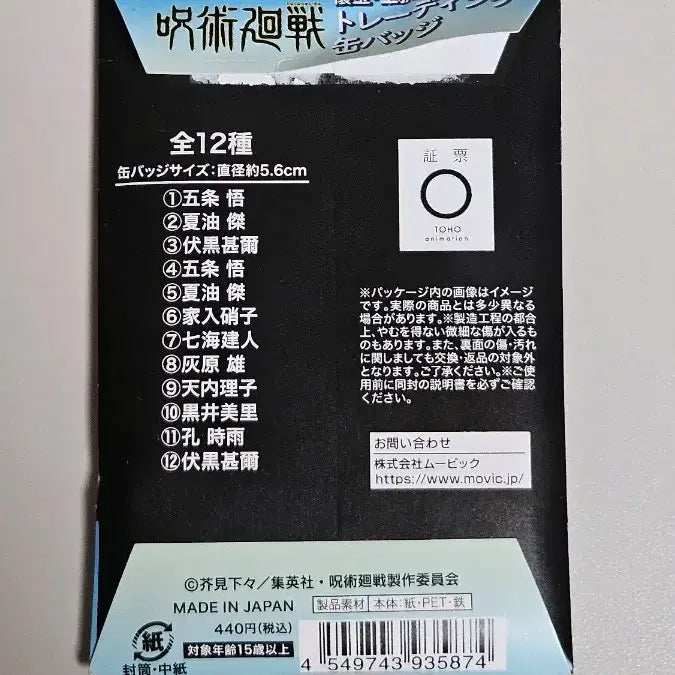 呪術廻戦
トレーディング
缶バッジ
全12種
缶バッジサイズ:直径約5.6cm
①五条 悟
②夏油 傑
③伏黒甚爾
④五条 悟
⑤夏油 傑
⑥家入硝子
⑦七海建人
⑧灰原 雄
⑨天内理子
⑩黒井美里
⑪孔 時雨
⑫伏黒甚爾
証票
TOHO
animation
※パッケージ内の画像はイメージ
です。実際の商品とは多少異なる
場合があります。※製造工程の都合
上、やむを得ない微細な傷が入るも
のもあります。また、裏面の傷・汚れ
に関しましても交換・返品の対象外
となります。ご了承ください。※ご使
用前に同封の説明書を必ずご確認
ください。
お問い合わせ
株式会社ムービック
https://www.movic.jp/
©芥見下々/集英社・呪術廻戦製作委員会
MADE IN JAPAN 製品素材 本体:紙・PET・鉄
440円(税込)
対象年齢15歳以上
紙
封筒・中紙
4 549743 935874